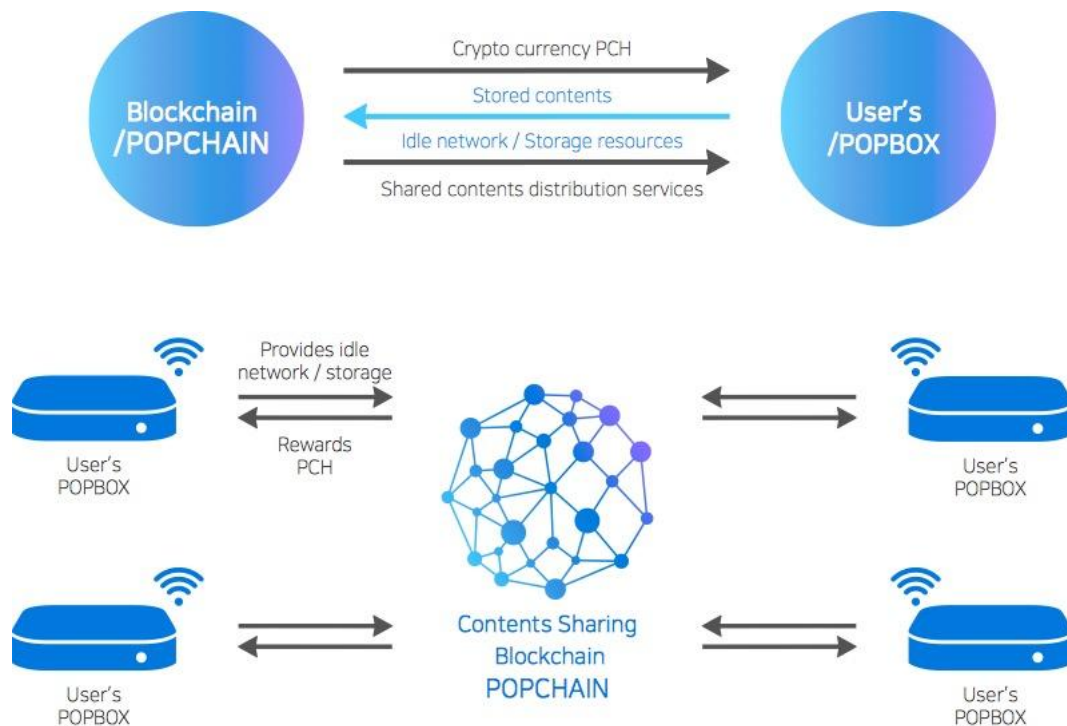 Crypto currency PCH
Blockchain
/POPCHAIN
Stored contents
Idle network / Storage resources
Shared contents distribution services
User's
/POPBOX
Provides idle
network / storage
Rewards
PCH
User's
POPBOX
User's
POPBOX
User's
POPBOX
Contents Sharing
Blockchain
POPCHAIN
User's
POPBOX